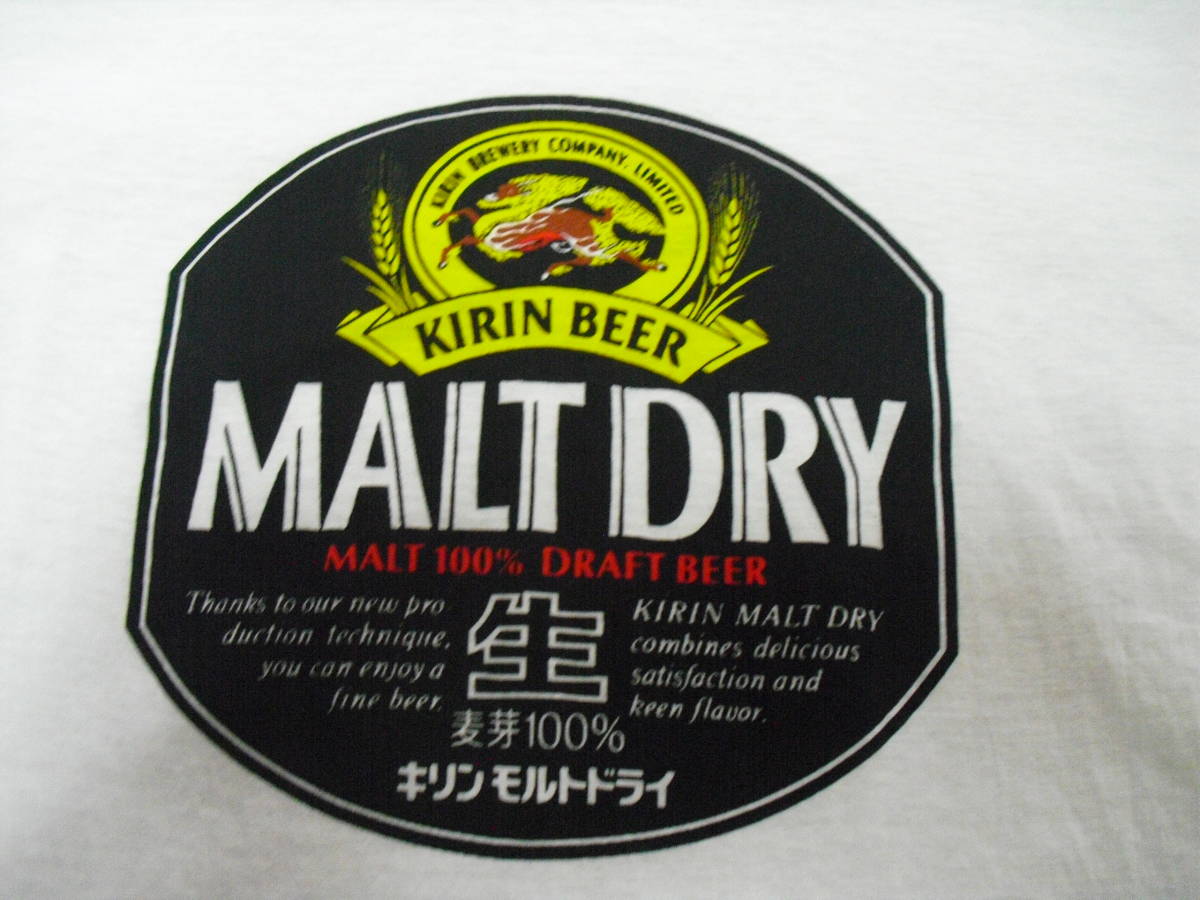 KIRIN BREWERY COMPANY, LIMITED
KIRIN BEER
MALT DRY
MALT 100% DRAFT BEER
Thanks to our new pro
duction technique,
you can enjoy a
fine beer.
生
KIRIN MALT DRY
combines delicious
satisfaction and
keen flavor.
麦芽100%
キリン モルトドライ